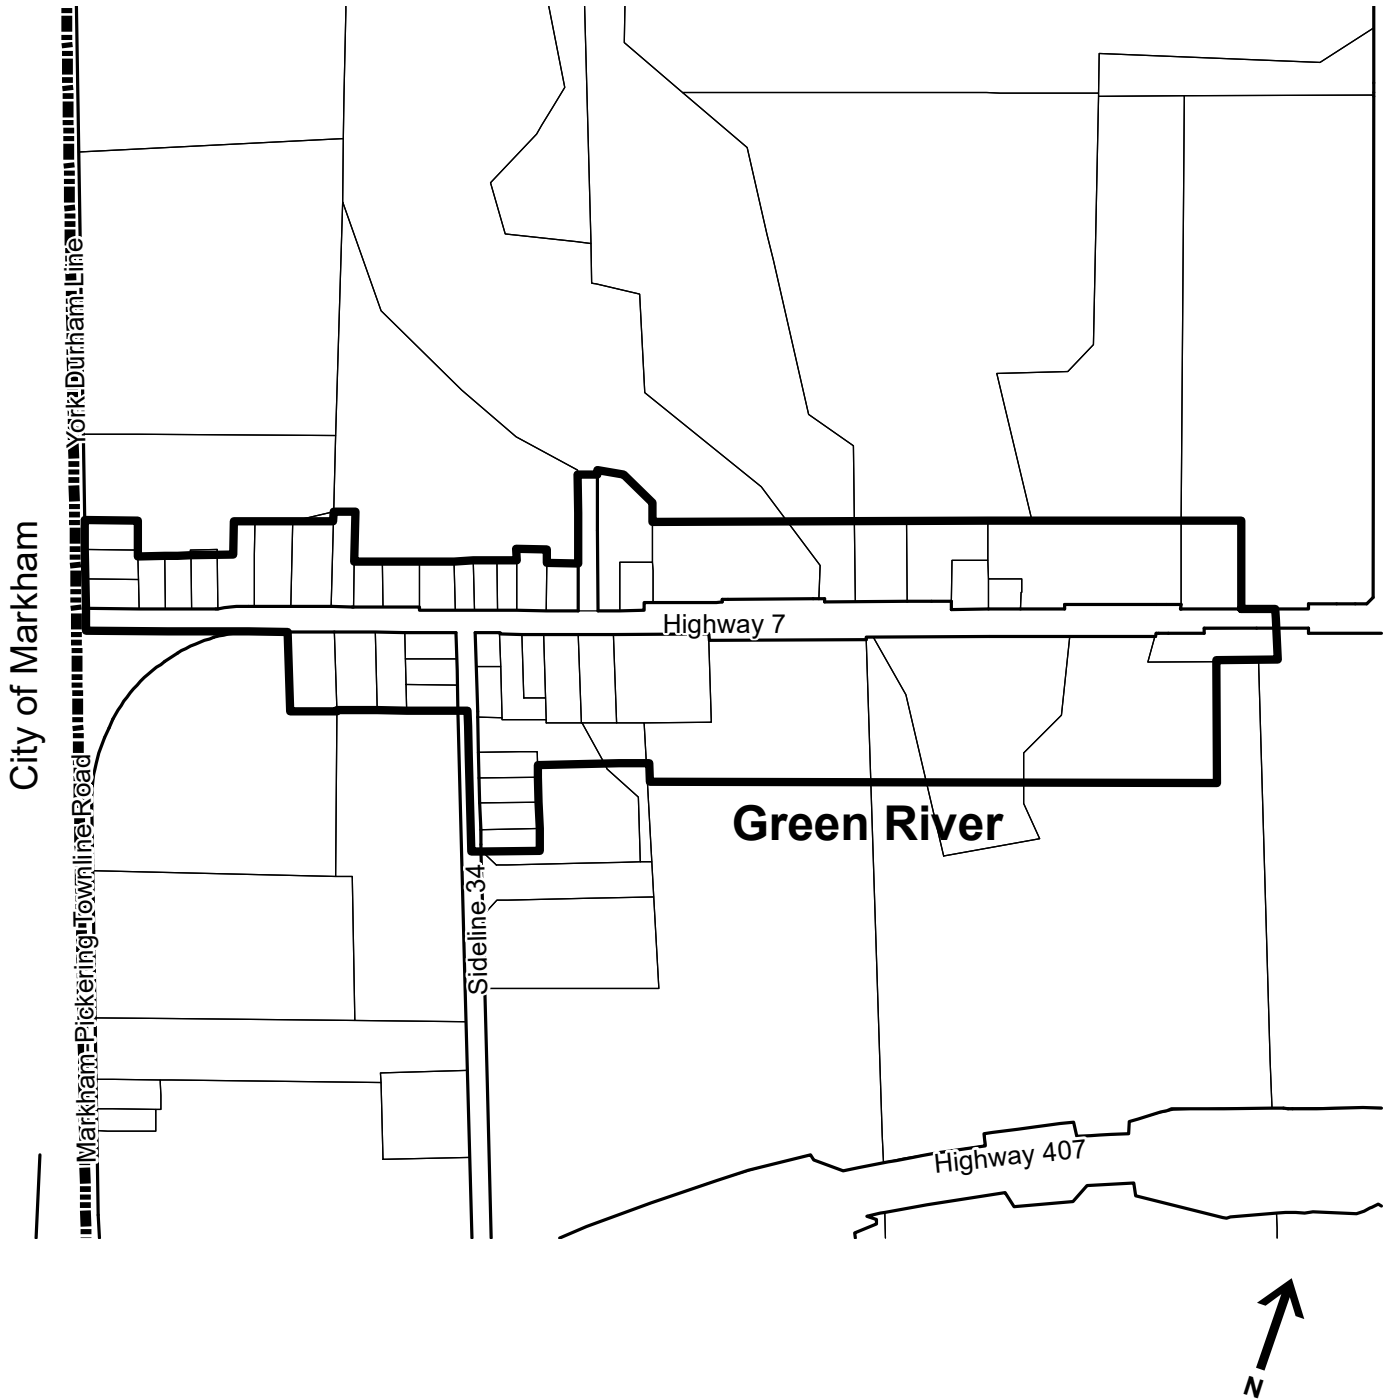 York-Durham Line
City of Markham
Highway 7
Markham-Pickering Townline Road
Green River
Sideline 34
Highway 407
N